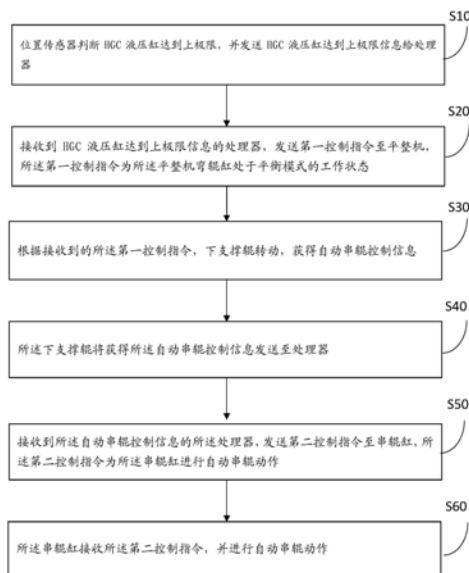 S10
位置传感器判断 HGC 液压缸达到上极限，并发送 HGC 液压缸达到上极限信息给处理
器
S20
接收到 HGC 液压缸达到上极限信息的处理器，发送第一控制指令至平整机，
所述第一控制指令为所述平整机弯辊缸处于平衡模式的工作状态
S30
根据接收到的所述第一控制指令，下支撑辊转动，获得自动串辊控制信息
S40
所述下支撑辊将获得所述自动串辊控制信息发送至处理器
S50
接收到所述自动串辊控制信息的所述处理器，发送第二控制指令至串辊缸，所
述第二控制指令为所述串辊缸进行自动串辊动作
S60
所述串辊缸接收所述第二控制指令，并进行自动串辊动作